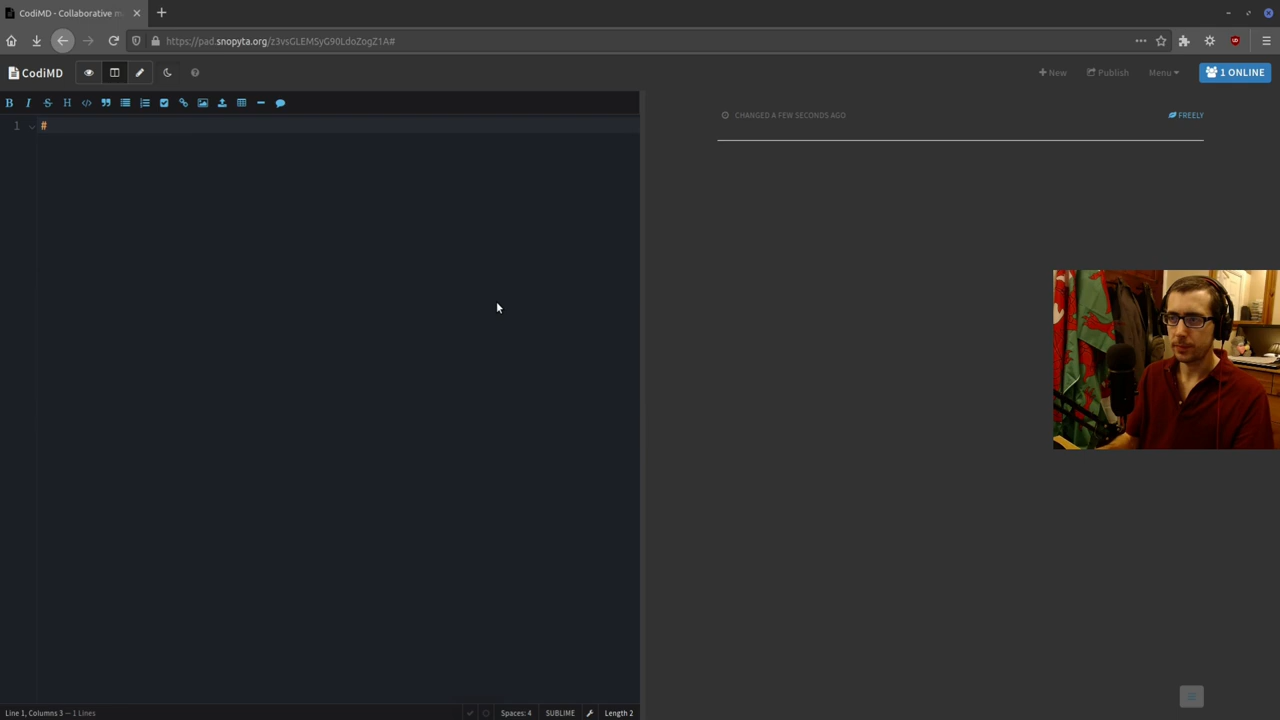 CodiMD - Collaborative m
https://pad.snopyta.org/z3vsGLEMSyG90LdoZogZ1A#
CodiMD
New
Publish
Menu
1 ONLINE
B I S H
1 #
CHANGED A FEW SECONDS AGO
FREELY
Line 1, Columns 3 — 1 Lines
Spaces: 4
SUBLIME
Length 2